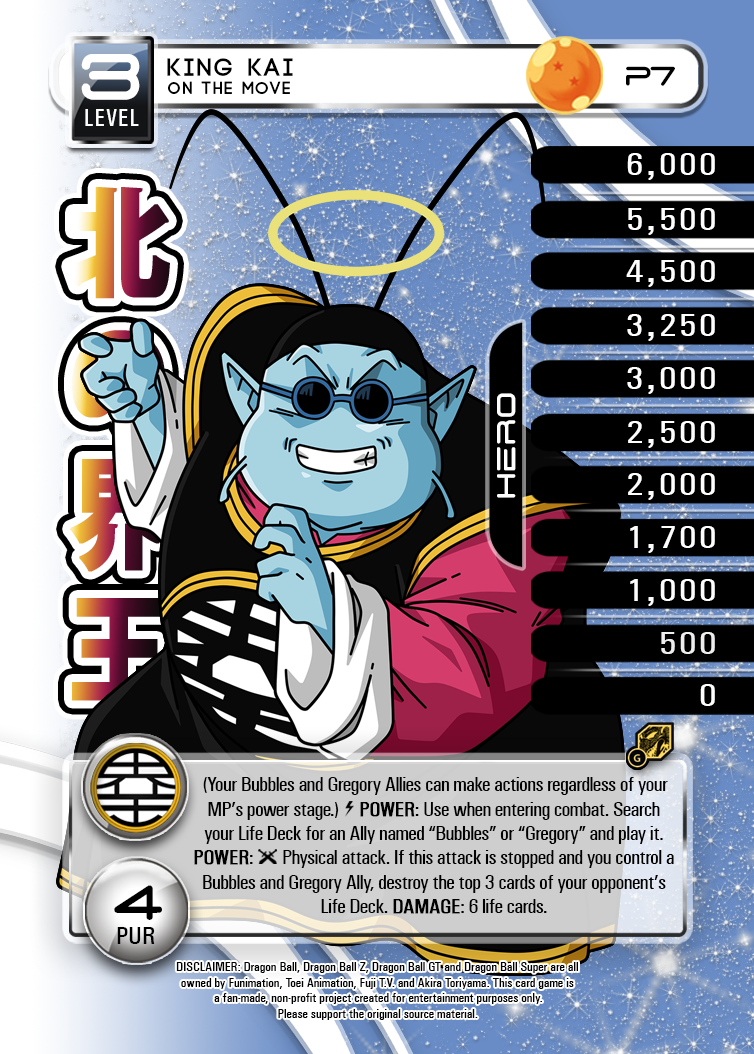 3
LEVEL
KING KAI
ON THE MOVE
P7
6,000
5,500
4,500
3,250
3,000
2,500
2,000
1,700
1,000
500
0
HERO
北
界
王
G
(Your Bubbles and Gregory Allies can make actions regardless of your
MP's power stage.) POWER: Use when entering combat. Search
your Life Deck for an Ally named “Bubbles” or “Gregory” and play it.
POWER: Physical attack. If this attack is stopped and you control a
Bubbles and Gregory Ally, destroy the top 3 cards of your opponent's
Life Deck. DAMAGE: 6 life cards.
4
PUR
DISCLAIMER: Dragon Ball, Dragon Ball Z, Dragon Ball GT and Dragon Ball Super are all
owned by Funimation, Toei Animation, Fuji T.V. and Akira Toriyama. This card game is
a fan-made, non-profit project created for entertainment purposes only.
Please support the original source material.